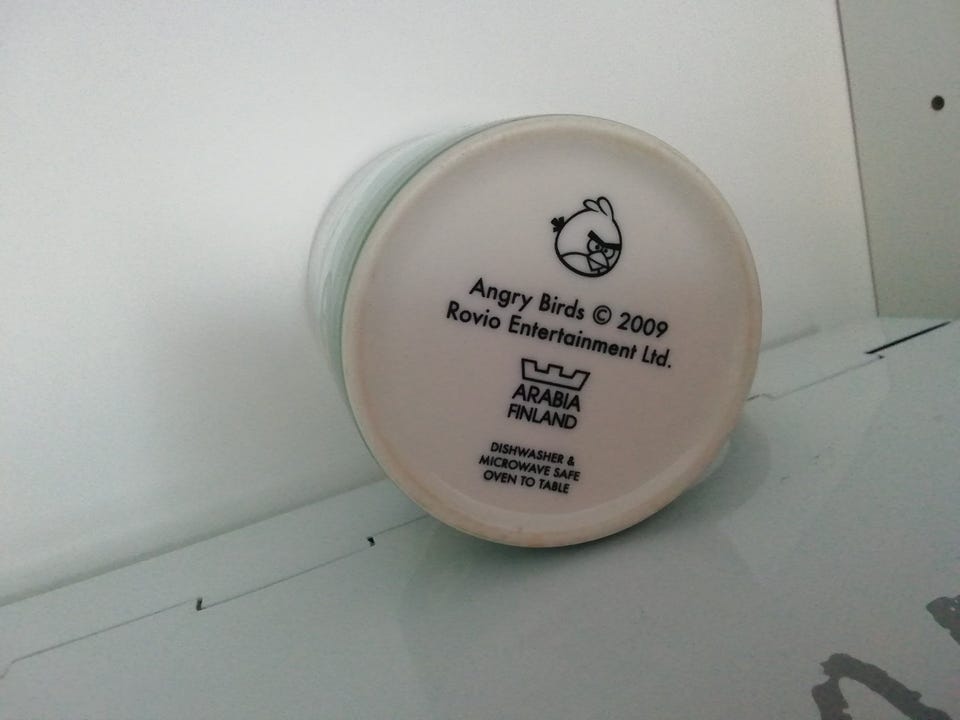 Angry Birds © 2009
Rovio Entertainment Ltd.
ARABIA
FINLAND
DISHWASHER &
MICROWAVE SAFE
OVEN TO TABLE